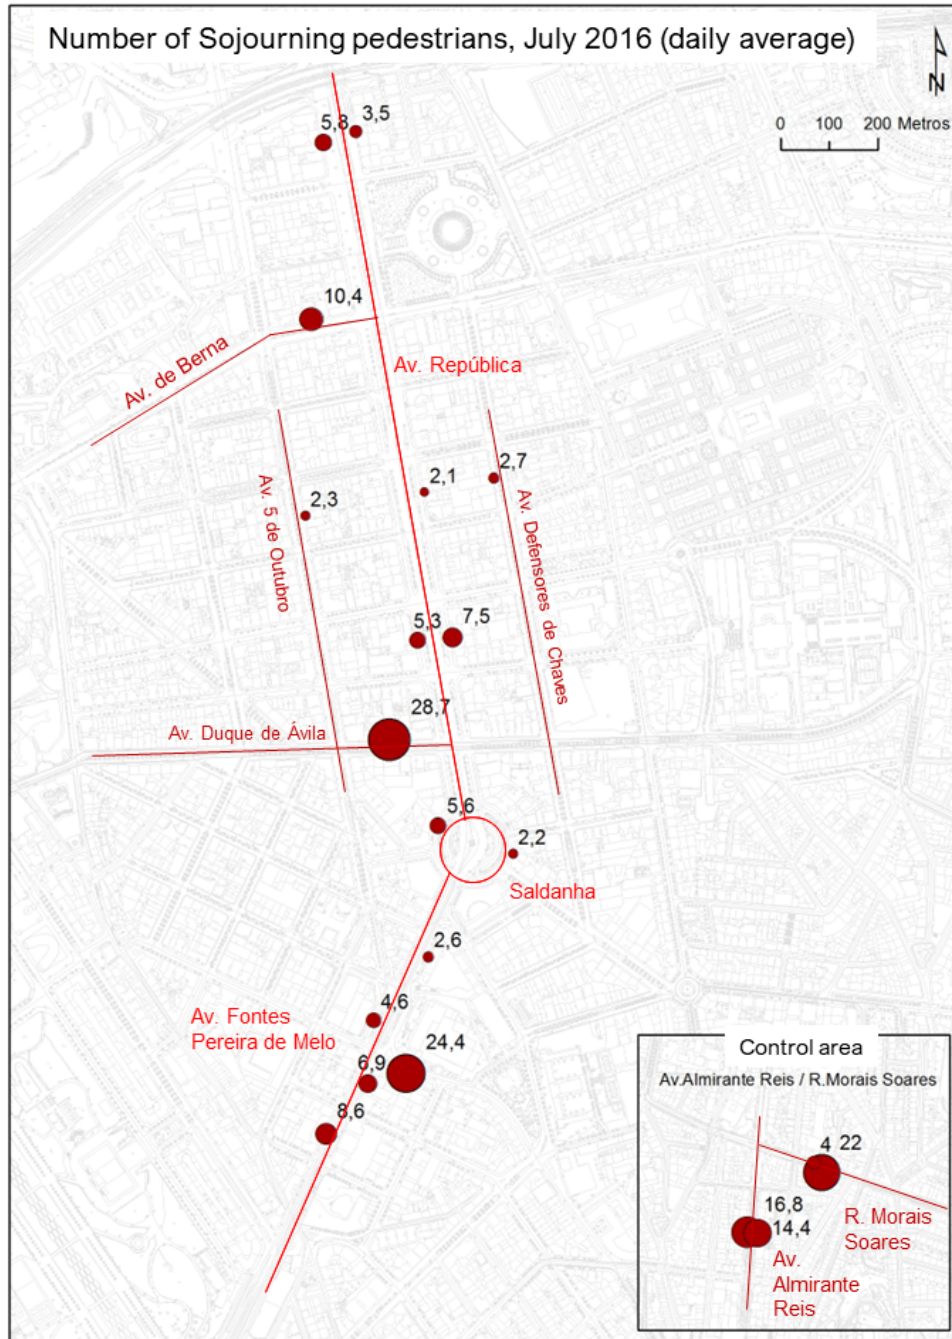 Number of Sojourning pedestrians, July 2016 (daily average)
N
0 100 200 Metros
5,8
3,5
10,4
Av. de Berna
Av. República
Av. 5 de Outubro
2,3
2,1
2,7
Av. Defensores de Chaves
5,3
7,5
28,7
Av. Duque de Ávila
5,6
2,2
Saldanha
2,6
4,6
Av. Fontes
Pereira de Melo
24,4
6,9
8,6
Control area
Av.Almirante Reis / R.Morais Soares
4 22
16,8
14,4
R. Morais
Soares
Av.
Almirante
Reis